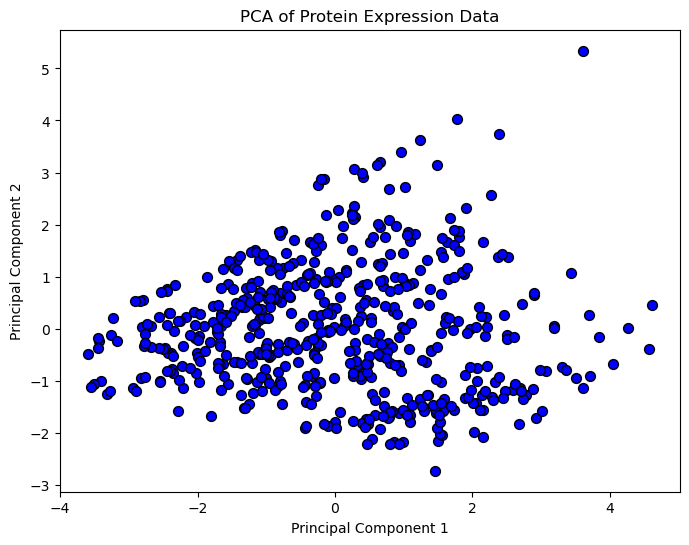 PCA of Protein Expression Data
5
4
3
2
1
0
−1
−2
−3
Principal Component 2
−4 −2 0 2 4
Principal Component 1